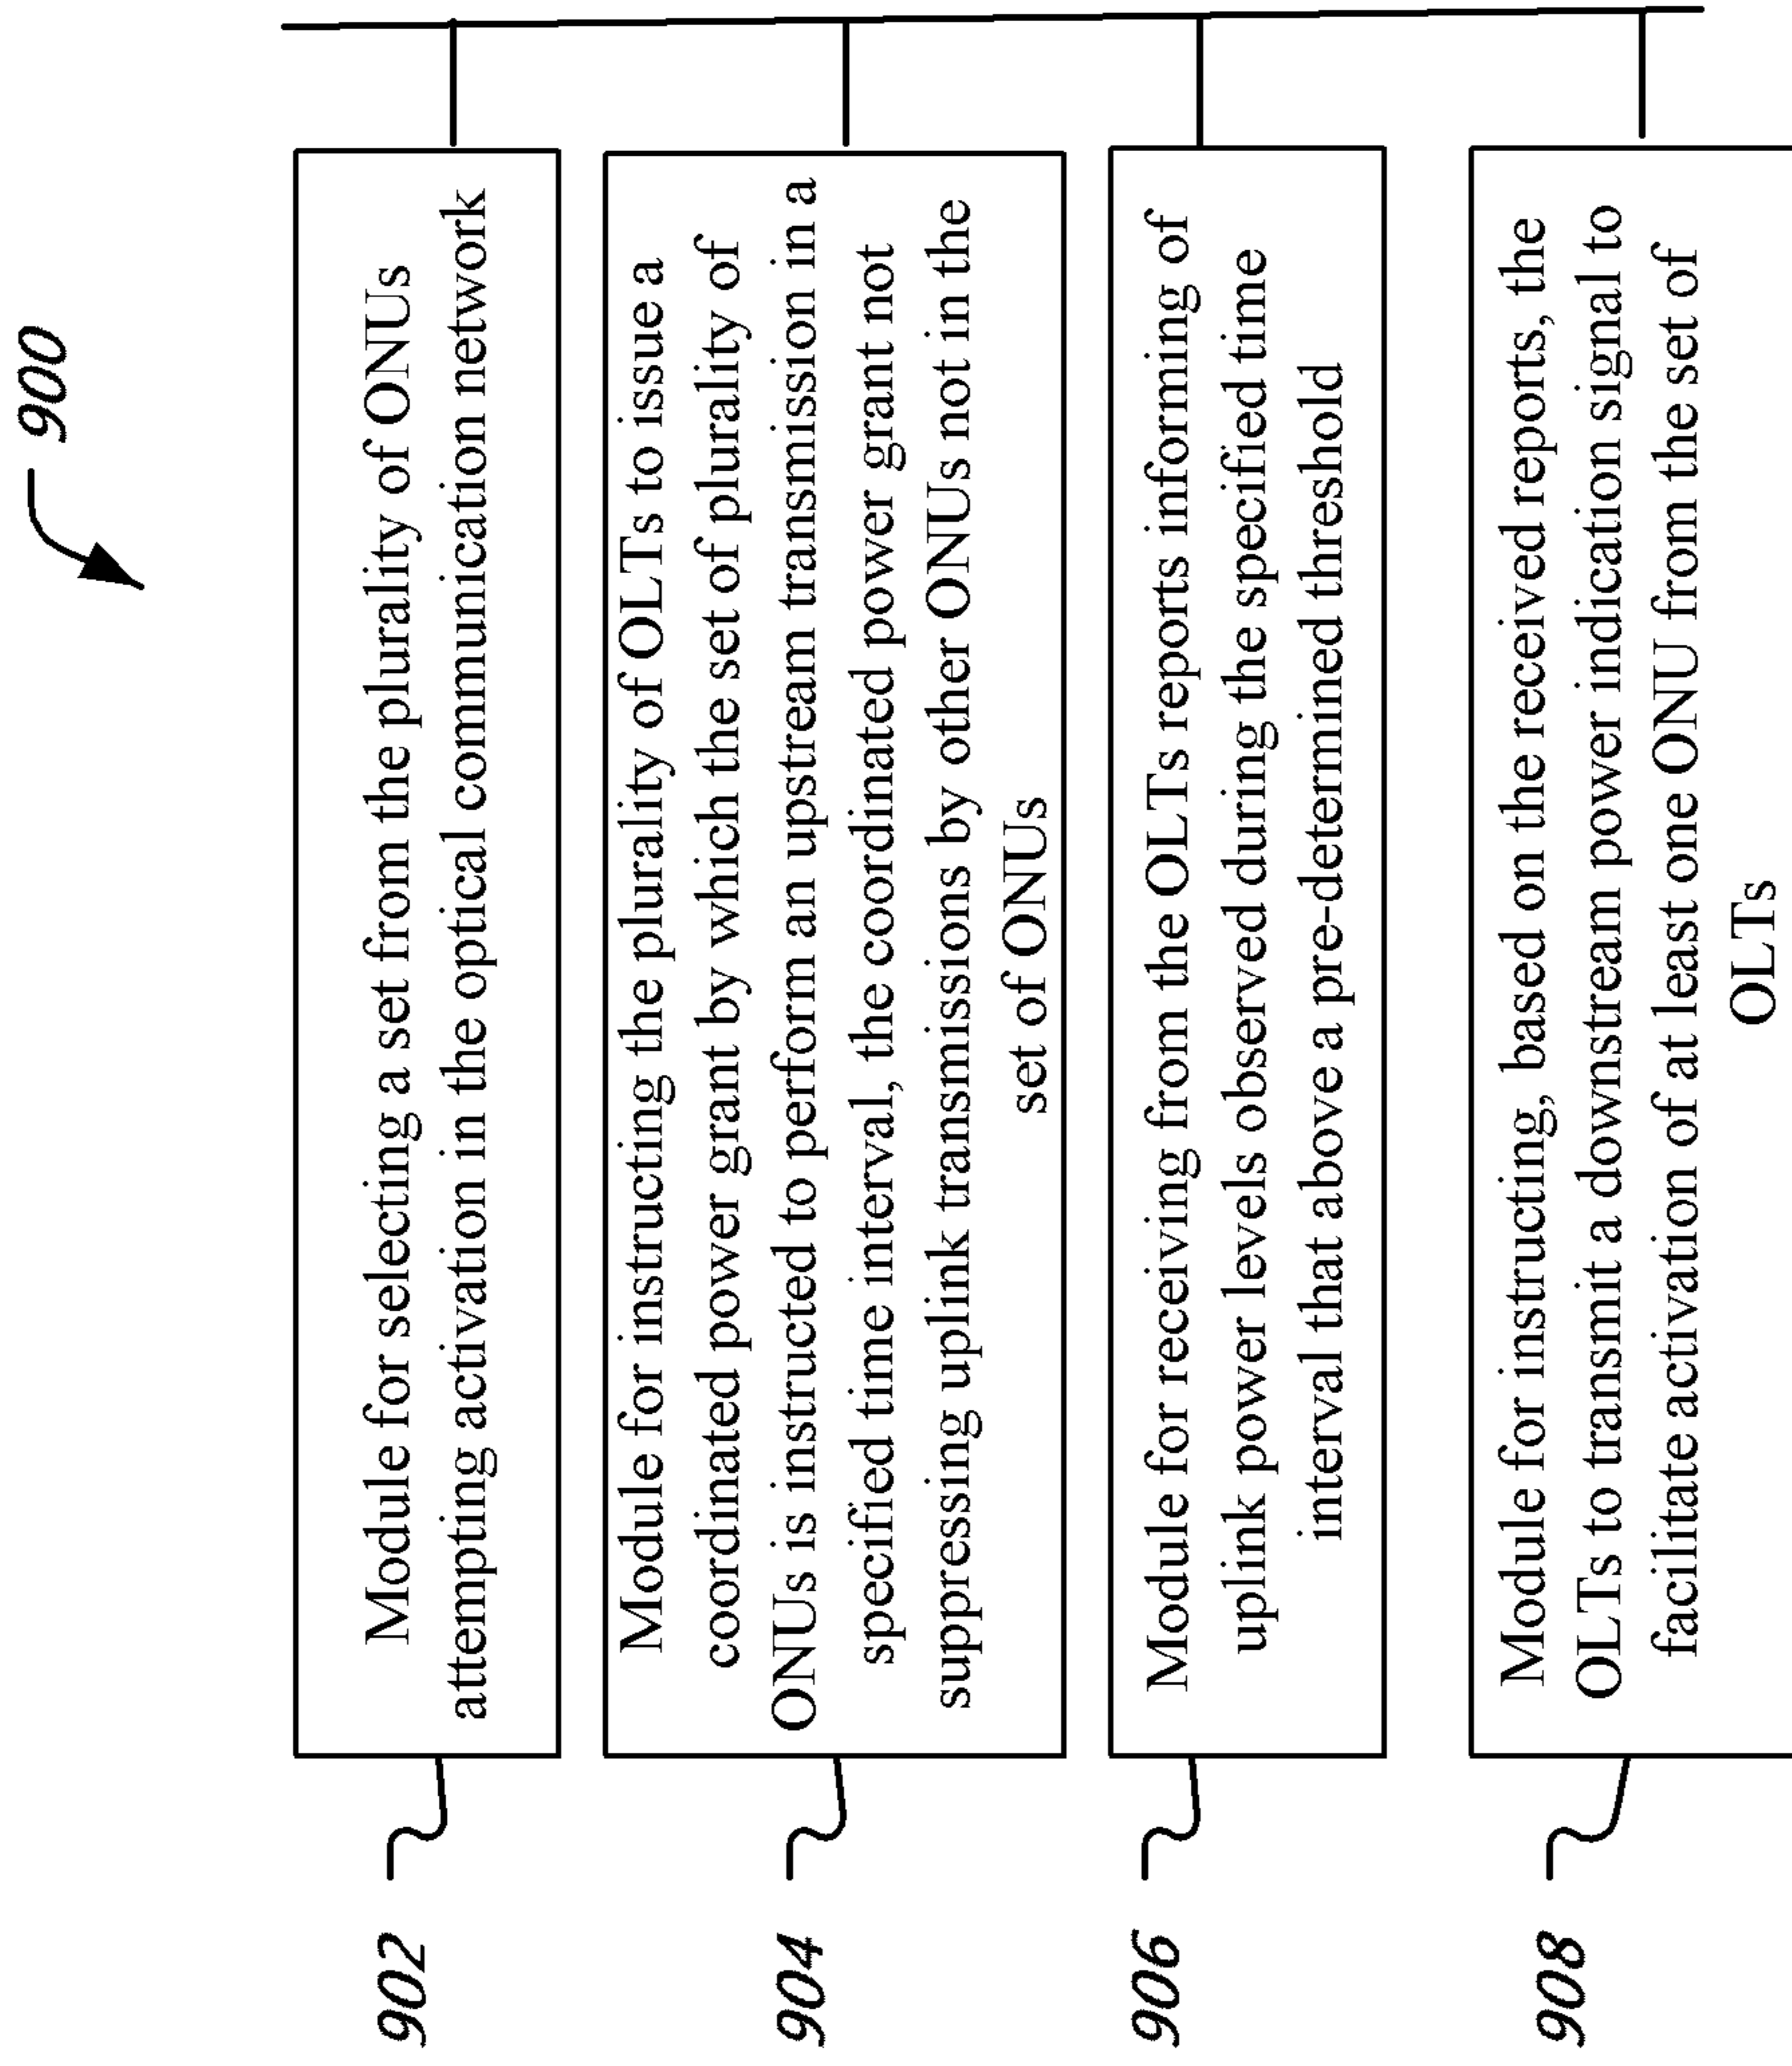 900
902
Module for selecting a set from the plurality of ONUs
attempting activation in the optical communication network
904
Module for instructing the plurality of OLTs to issue a
coordinated power grant by which the set of plurality of
ONUs is instructed to perform an upstream transmission in a
specified time interval, the coordinated power grant not
suppressing uplink transmissions by other ONUs not in the
set of ONUs
906
Module for receiving from the OLTs reports informing of
uplink power levels observed during the specified time
interval that above a pre-determined threshold
908
Module for instructing, based on the received reports, the
OLTs to transmit a downstream power indication signal to
facilitate activation of at least one ONU from the set of
OLTs